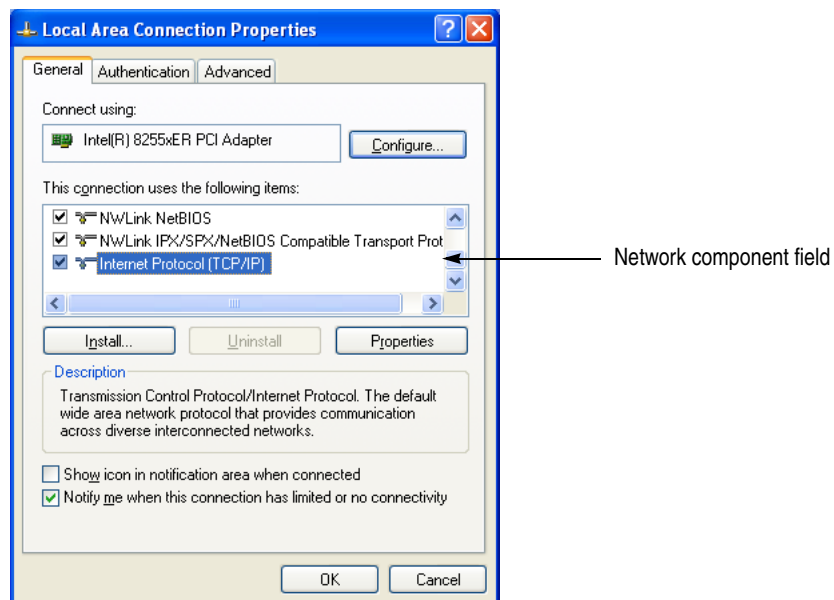 Local Area Connection Properties
General Authentication Advanced
Connect using:
Intel(R) 8255xER PCI Adapter
Configure...
This connection uses the following items:
NWLink NetBIOS
NWLink IPX/SPX/NetBIOS Compatible Transport Prot
Internet Protocol (TCP/IP)
Network component field
Install... Uninstall Properties
Description
Transmission Control Protocol/Internet Protocol. The default
wide area network protocol that provides communication
across diverse interconnected networks.
Show icon in notification area when connected
Notify me when this connection has limited or no connectivity
OK Cancel